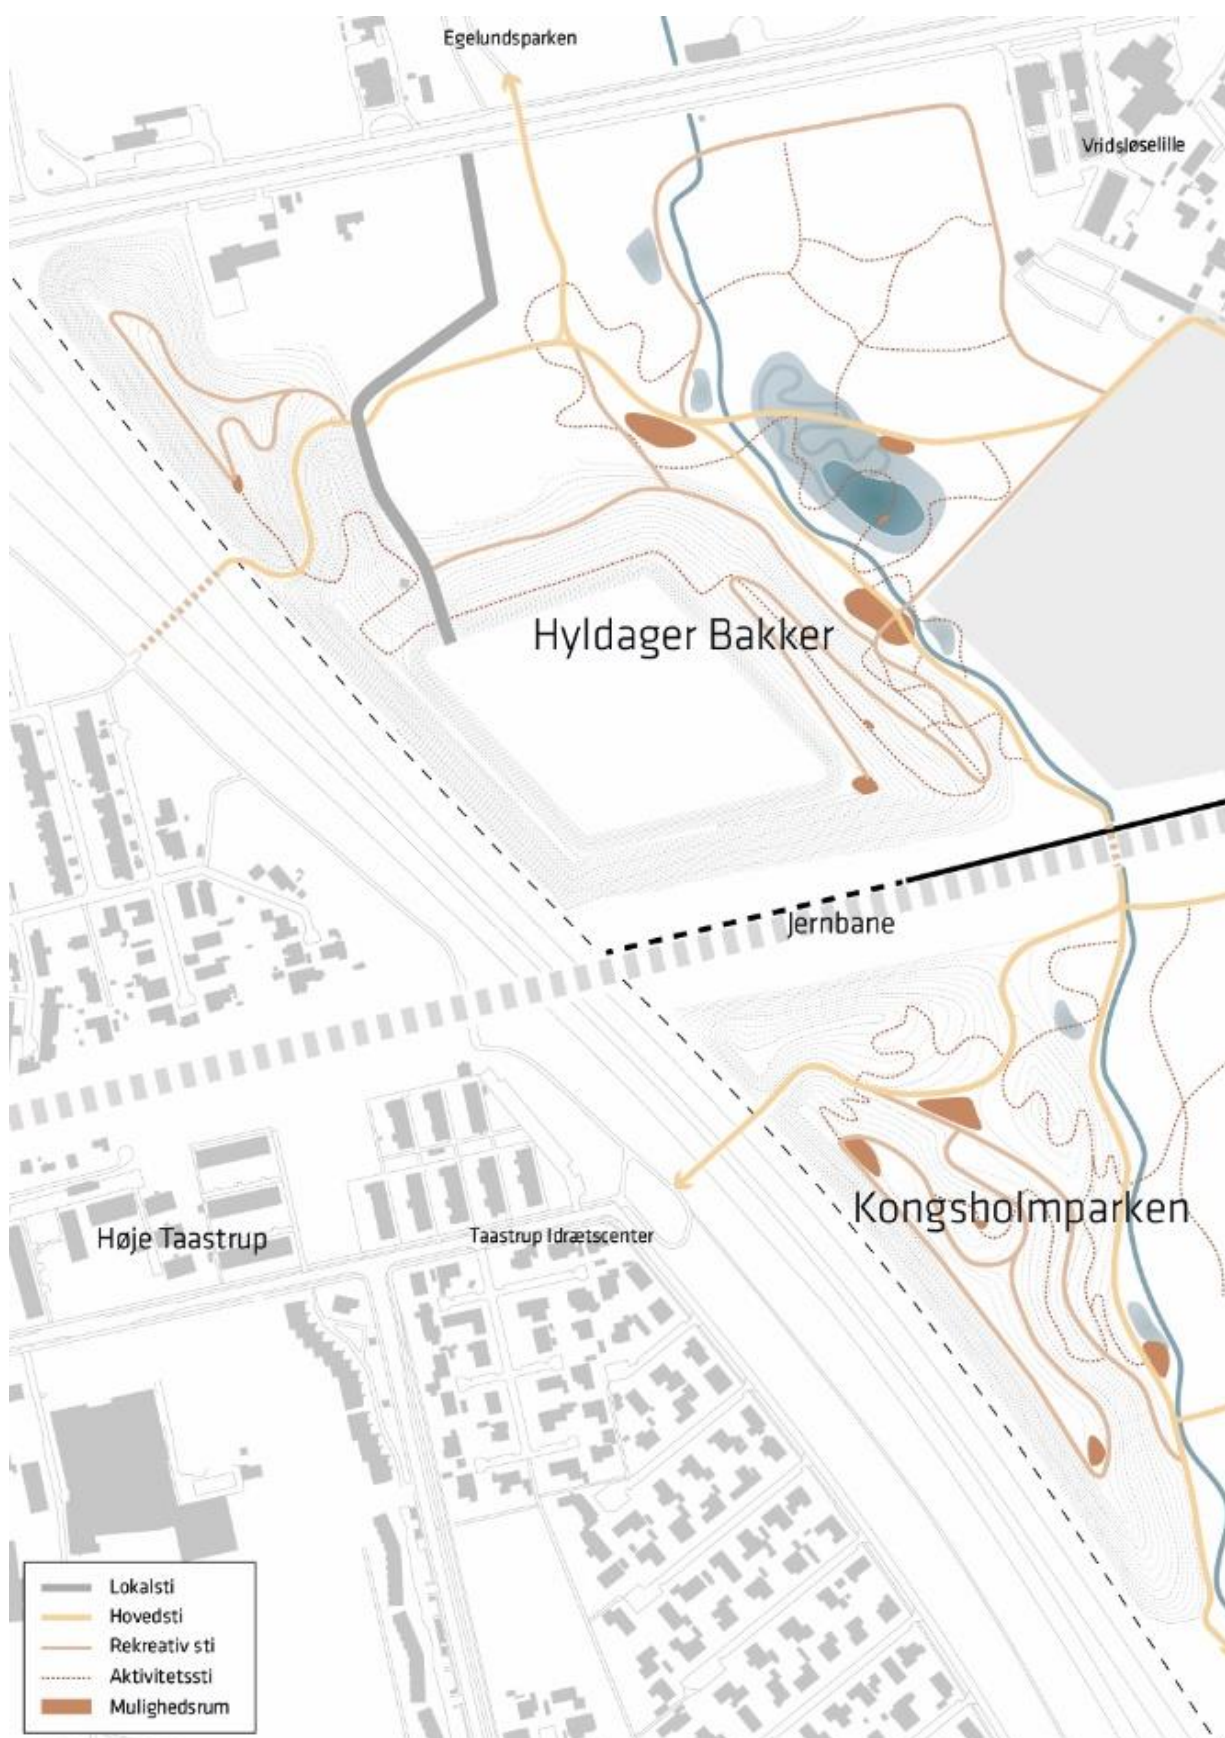 Egelundsparken
Vridsløselille
Hyldager Bakker
Jernbane
Kongsholmparken
Høje Taastrup
Taastrup Idrætscenter
Lokalsti
Hovedsti
Rekreativ sti
Aktivitetssti
Mulighedsrum